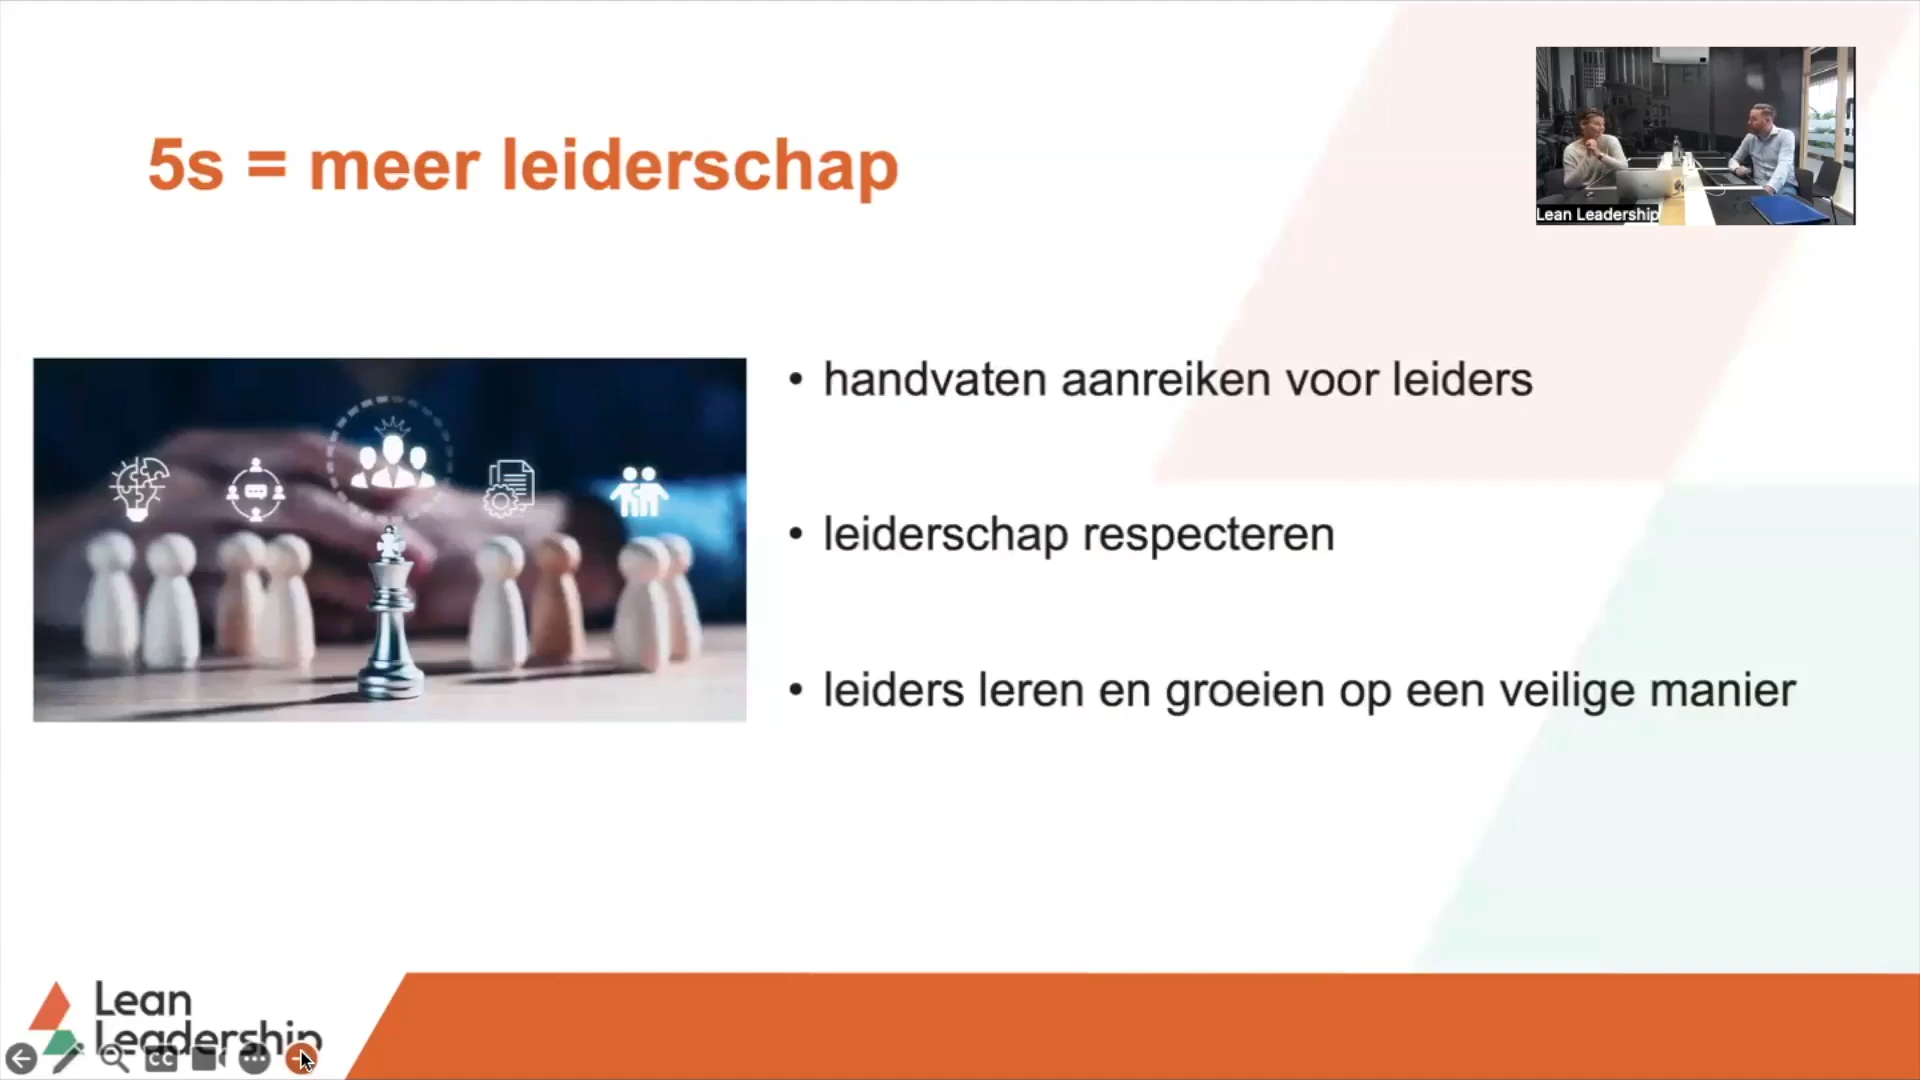 5s = meer leiderschap
Lean Leadership
• handvaten aanreiken voor leiders
• leiderschap respecteren
• leiders leren en groeien op een veilige manier
Lean
Leadership
CC